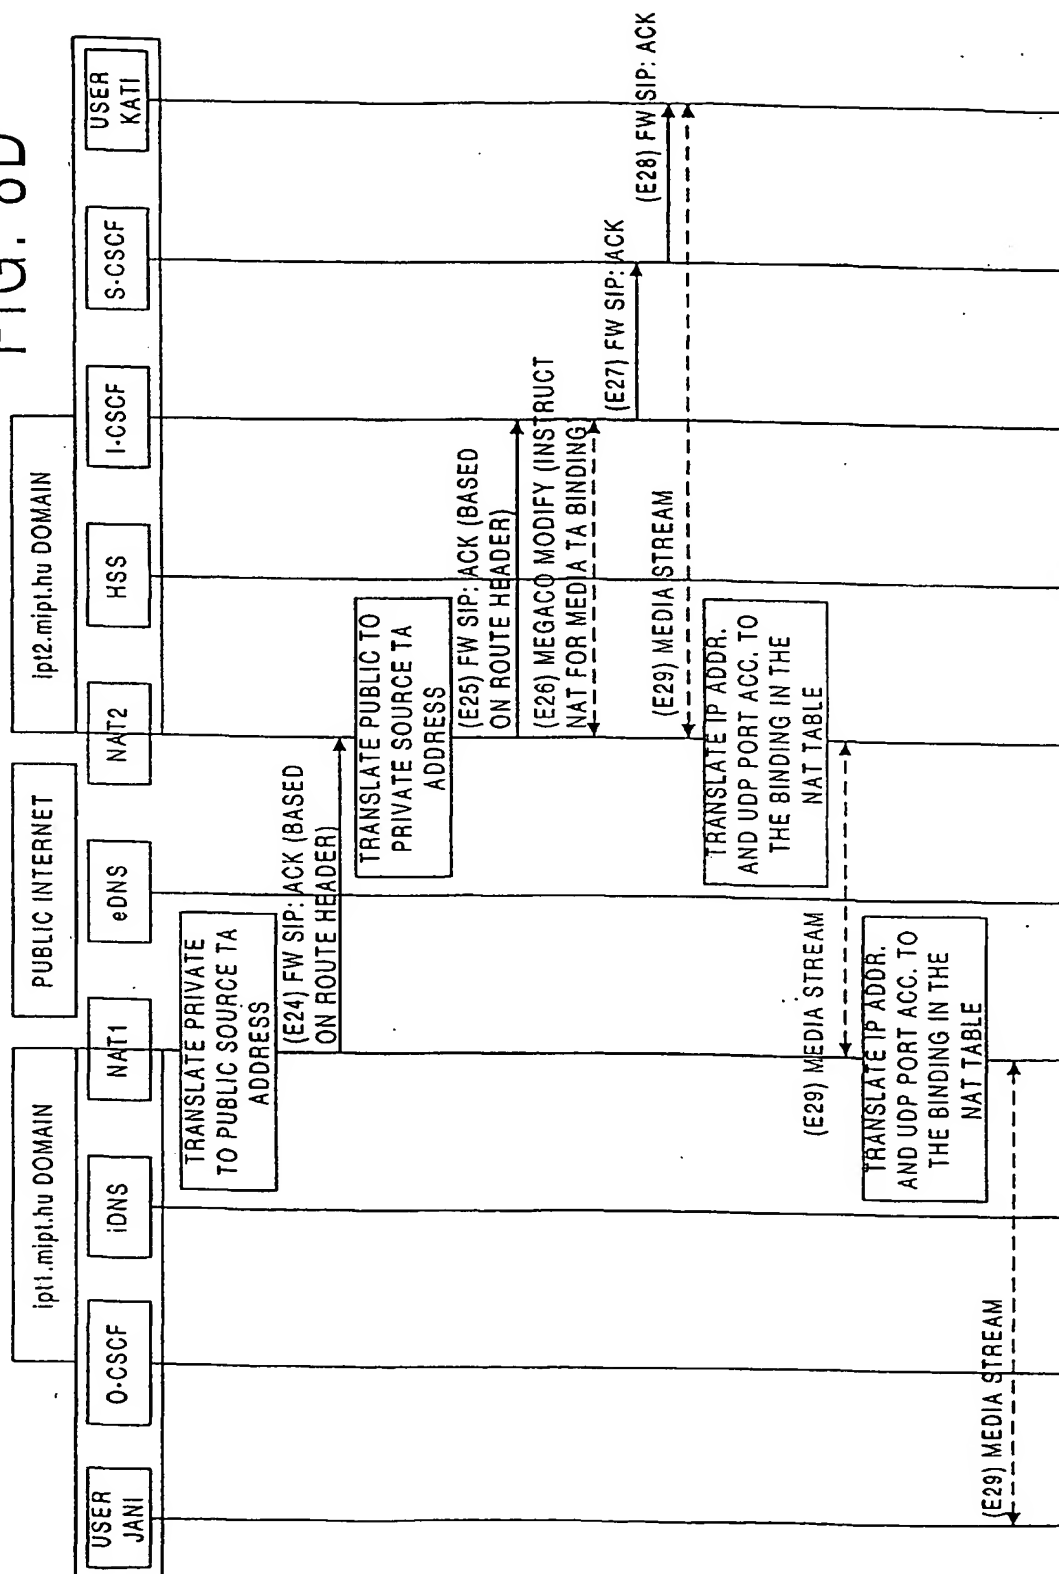 FIG. 8D
ipt1.mipt.hu DOMAIN
PUBLIC INTERNET
ipt2.mipt.hu DOMAIN
USER
JANI
O-CSCF
iDNS
NAT1
eDNS
NAT2
HSS
I-CSCF
S-CSCF
USER
KATI
TRANSLATE PRIVATE
TO PUBLIC SOURCE TA
ADDRESS
(E24) FW SIP: ACK (BASED
ON ROUTE HEADER)
TRANSLATE PUBLIC TO
PRIVATE SOURCE TA
ADDRESS
(E25) FW SIP: ACK (BASED
ON ROUTE HEADER)
(E26) MEGACO MODIFY (INSTRUCT
NAT FOR MEDIA TA BINDING
(E27) FW SIP: ACK
(E28) FW SIP: ACK
(E29) MEDIA STREAM
TRANSLATE IP ADDR.
AND UDP PORT ACC. TO
THE BINDING IN THE
NAT TABLE
(E29) MEDIA STREAM
TRANSLATE IP ADDR.
AND UDP PORT ACC. TO
THE BINDING IN THE
NAT TABLE
(E29) MEDIA STREAM